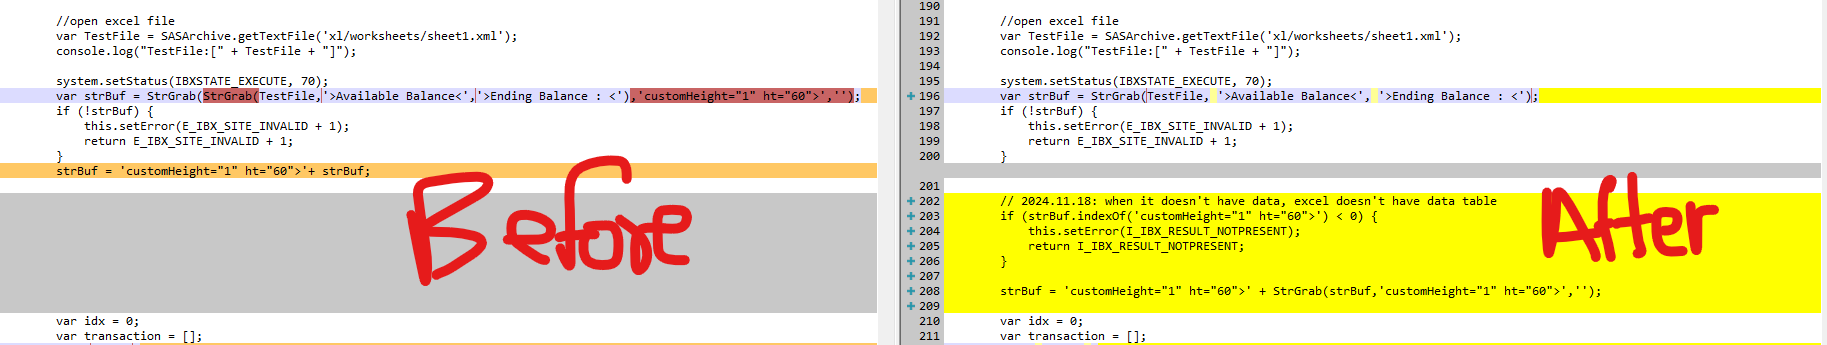 //open excel file
var TestFile = SASArchive.getTextFile('xl/worksheets/sheet1.xml');
console.log("TestFile:[" + TestFile + "]");
system.setStatus(IBXSTATE_EXECUTE, 70);
var strBuf = StrGrab(StrGrab(TestFile,'>Available Balance<','>Ending Balance : <'),'customHeight="1" ht="60">','');
if (!strBuf) {
this.setError(E_IBX_SITE_INVALID + 1);
return E_IBX_SITE_INVALID + 1;
}
strBuf = 'customHeight="1" ht="60">'+ strBuf;
Before
var idx = 0;
var transaction = [];
190
191 //open excel file
192 var TestFile = SASArchive.getTextFile('xl/worksheets/sheet1.xml');
193 console.log("TestFile:[" + TestFile + "]");
194
195 system.setStatus(IBXSTATE_EXECUTE, 70);
+ 196 var strBuf = StrGrab(TestFile, '>Available Balance<', '>Ending Balance : <');
197 if (!strBuf) {
198 this.setError(E_IBX_SITE_INVALID + 1);
199 return E_IBX_SITE_INVALID + 1;
200 }
201
+ 202 // 2024.11.18: when it doesn't have data, excel doesn't have data table
+ 203 if (strBuf.indexOf('customHeight="1" ht="60">') < 0) {
+ 204 this.setError(I_IBX_RESULT_NOTPRESENT);
+ 205 return I_IBX_RESULT_NOTPRESENT;
+ 206 }
+ 207
+ 208 strBuf = 'customHeight="1" ht="60">' + StrGrab(strBuf,'customHeight="1" ht="60">','');
+ 209
After
210 var idx = 0;
211 var transaction = [];